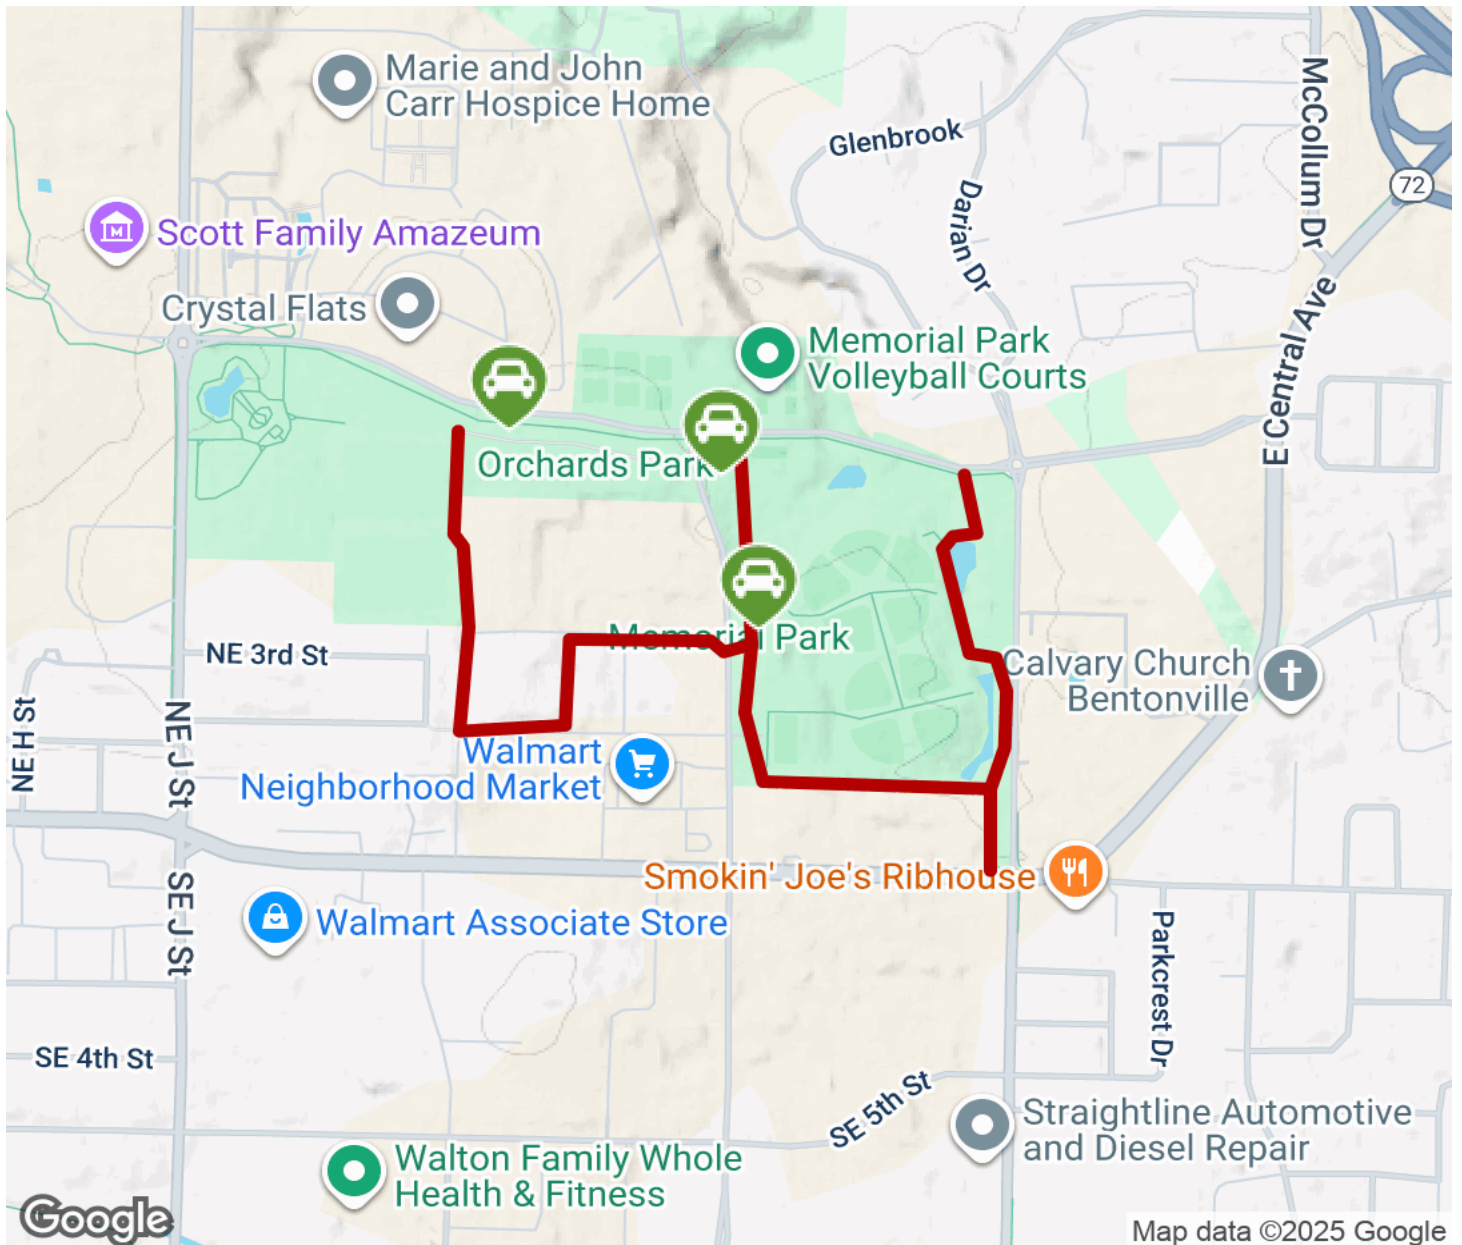 Marie and John
Carr Hospice Home
McCollum Dr
Glenbrook
72
Darian Dr
Scott Family Amazeum
Crystal Flats
E Central Ave
Memorial Park
Volleyball Courts
Orchards Park
Memorial Park
NE 3rd St
Calvary Church
Bentonville
NE H St
NE J St
Walmart
Neighborhood Market
Smokin' Joe's Ribhouse
SE J St
Walmart Associate Store
Parkcrest Dr
SE 4th St
SE 5th St
Straightline Automotive
and Diesel Repair
Walton Family Whole
Health & Fitness
Google
Map data ©2025 Google